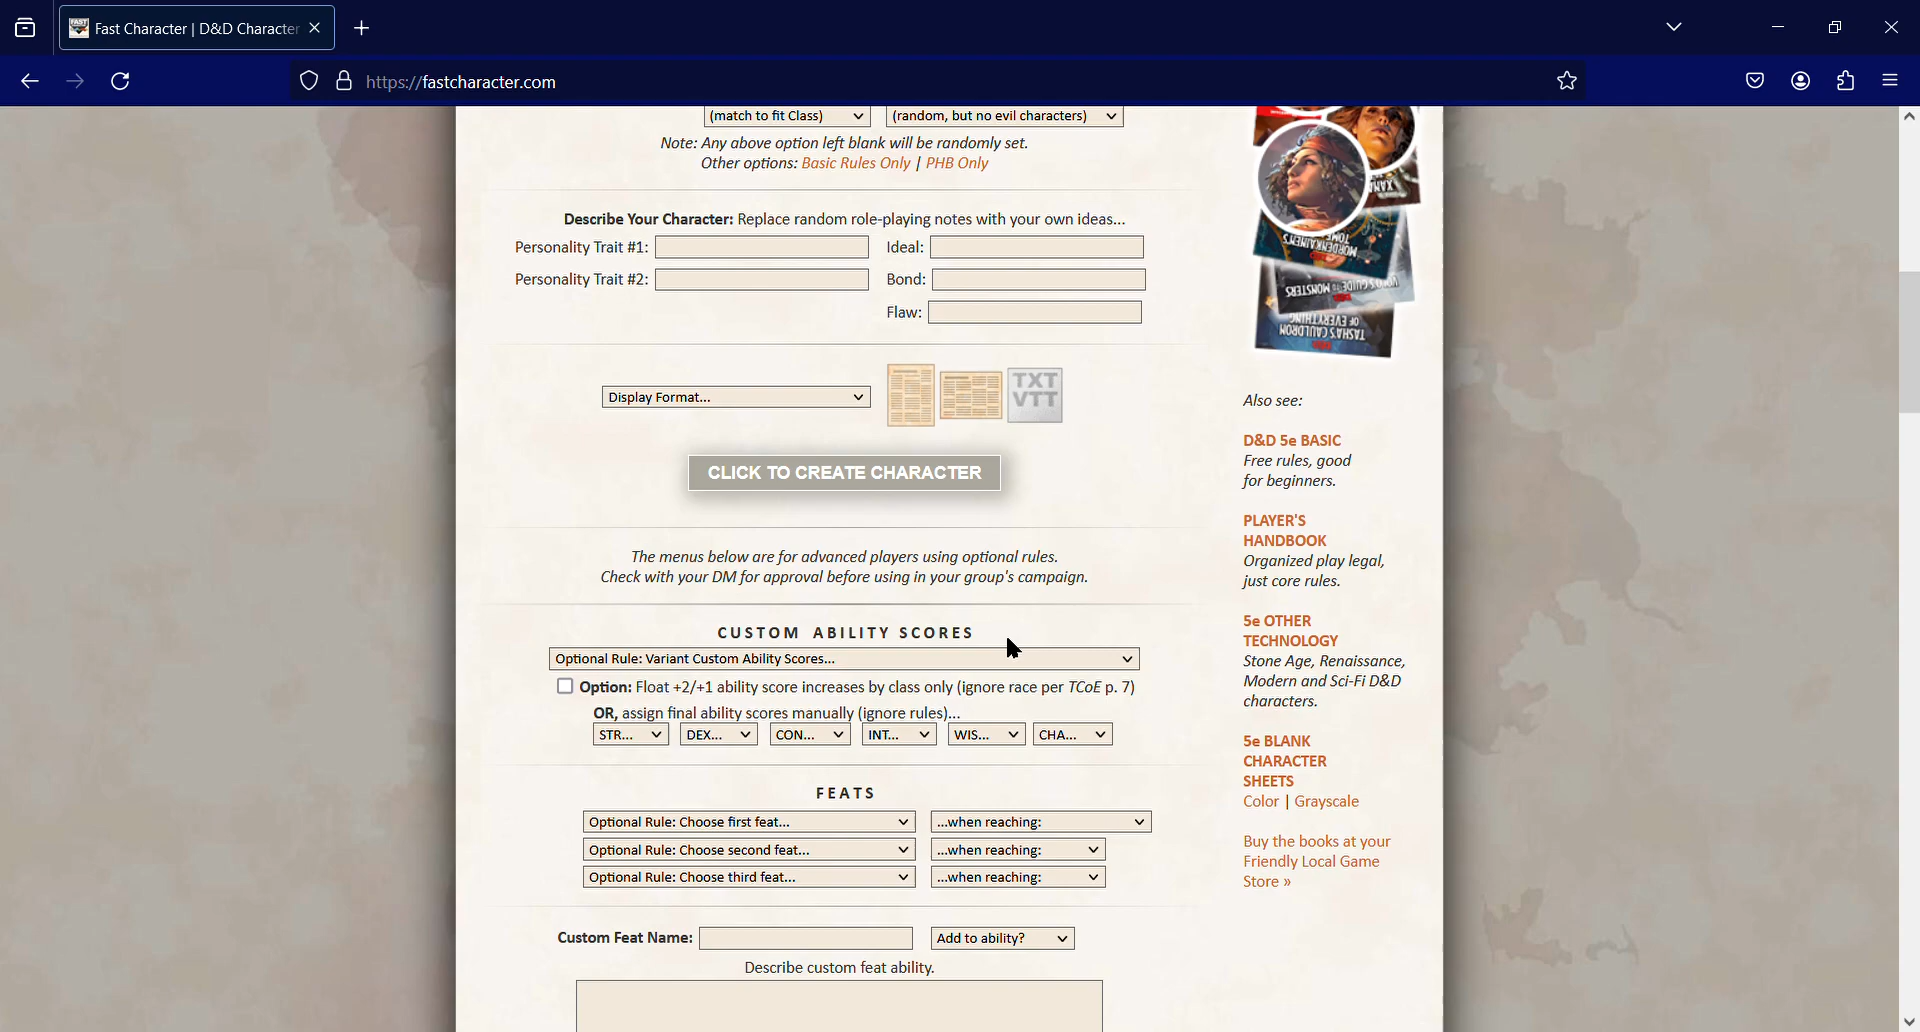 Fast Character | D&D Character
https://fastcharacter.com
(match to fit Class)
(random, but no evil characters)
Note: Any above option left blank will be randomly set.
Other options: Basic Rules Only | PHB Only
Describe Your Character: Replace random role-playing notes with your own ideas...
Personality Trait #1:
Ideal:
Personality Trait #2:
Bond:
Flaw:
Display Format...
TXT
VTT
CLICK TO CREATE CHARACTER
The menus below are for advanced players using optional rules.
Check with your DM for approval before using in your group's campaign.
CUSTOM ABILITY SCORES
Optional Rule: Variant Custom Ability Scores...
Option: Float +2/+1 ability score increases by class only (ignore race per TCoE p. 7)
OR, assign final ability scores manually (ignore rules)...
STR... DEX... CON... INT... WIS... CHA...
FEATS
Optional Rule: Choose first feat... ...when reaching:
Optional Rule: Choose second feat... ...when reaching:
Optional Rule: Choose third feat... ...when reaching:
Custom Feat Name:
Add to ability?
Describe custom feat ability.
MORDENKAINEN'S
TOME
VOLO'S GUIDE TO MONSTERS
TASHA'S CAULDRON
OF EVERYTHING
Also see:
D&D 5e BASIC
Free rules, good
for beginners.
PLAYER'S
HANDBOOK
Organized play legal,
just core rules.
5e OTHER
TECHNOLOGY
Stone Age, Renaissance,
Modern and Sci-Fi D&D
characters.
5e BLANK
CHARACTER
SHEETS
Color | Grayscale
Buy the books at your
Friendly Local Game
Store »